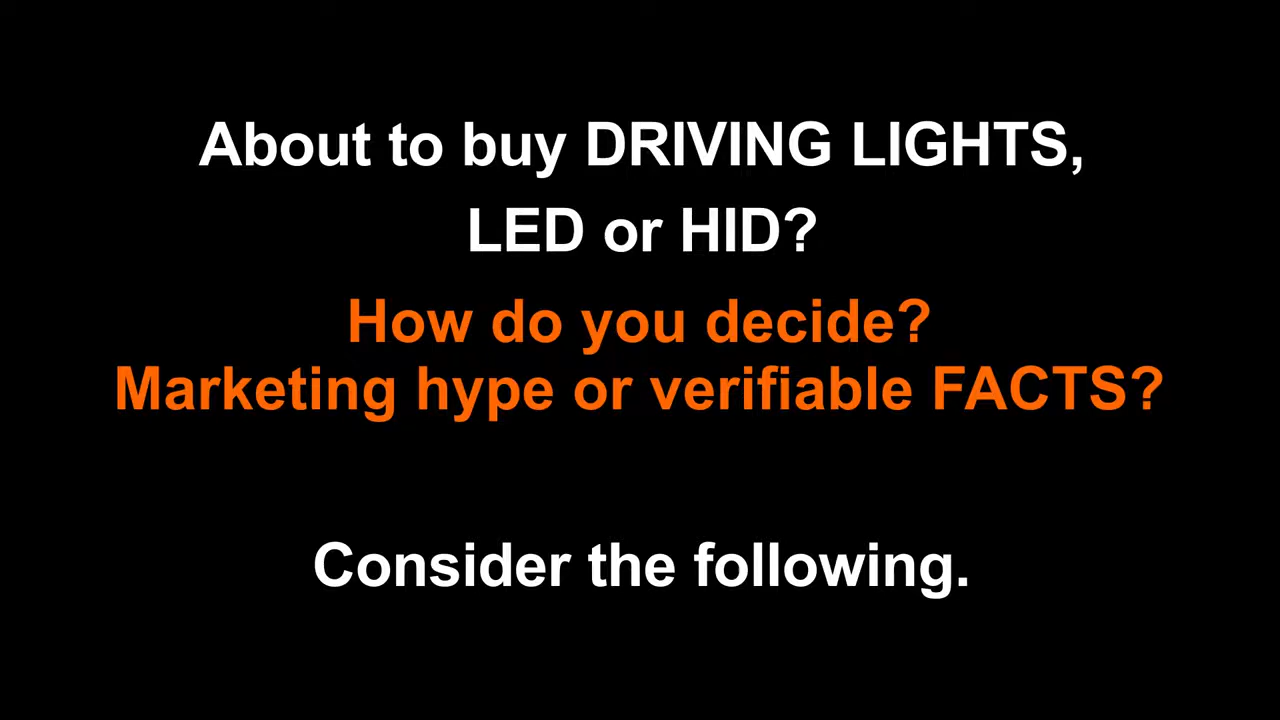 About to buy DRIVING LIGHTS,
LED or HID?
How do you decide?
Marketing hype or verifiable FACTS?
Consider the following.